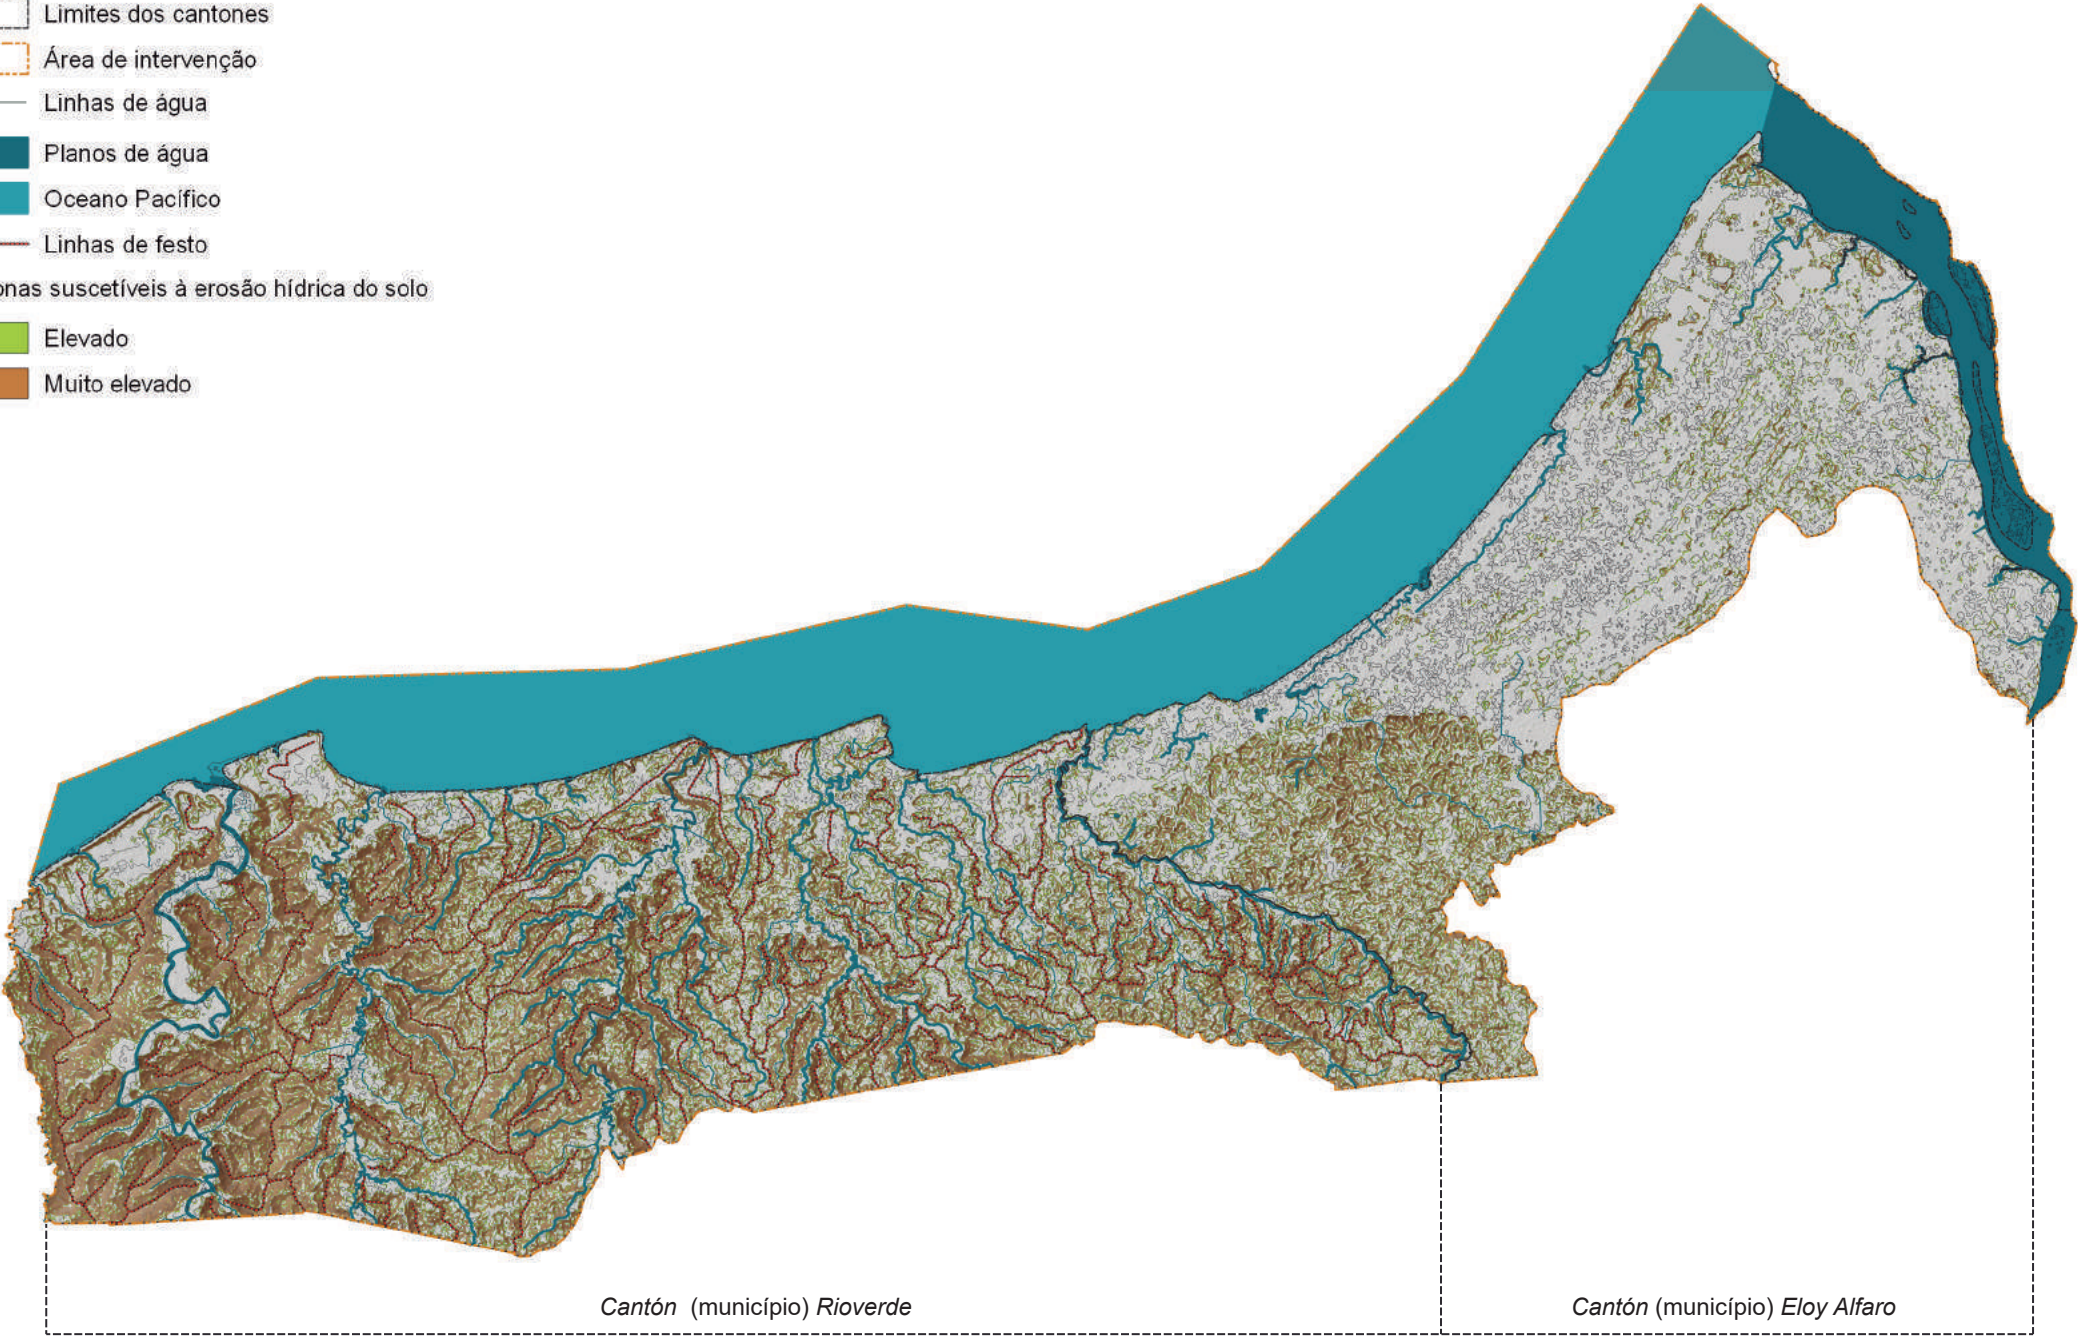 Limites dos cantones
Área de intervenção
Linhas de água
Planos de água
Oceano Pacífico
Linhas de festo
onas suscetíveis à erosão hídrica do solo
Elevado
Muito elevado
Cantón (município) Rioverde
Cantón (município) Eloy Alfaro